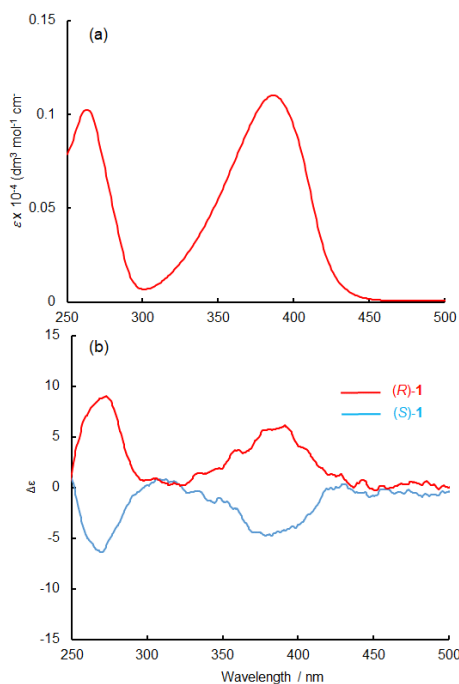 (a)
ε x 10-4 (dm3 mol-1 cm-
0.15
0.1
0.05
0
250 300 350 400 450 500
(b)
(R)-1
(S)-1
Δε
15
10
5
0
-5
-10
-15
250 300 350 400 450 500
Wavelength / nm